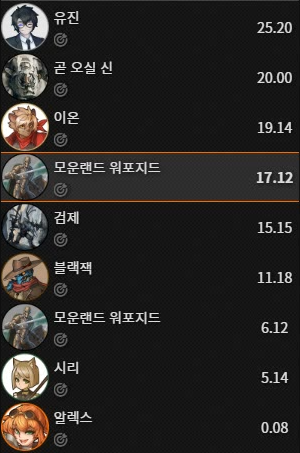 유진
25.20
곧 오실 신
20.00
이온
19.14
모운랜드 워포지드
17.12
검제
15.15
블랙잭
11.18
모운랜드 워포지드
6.12
시리
5.14
알렉스
0.08